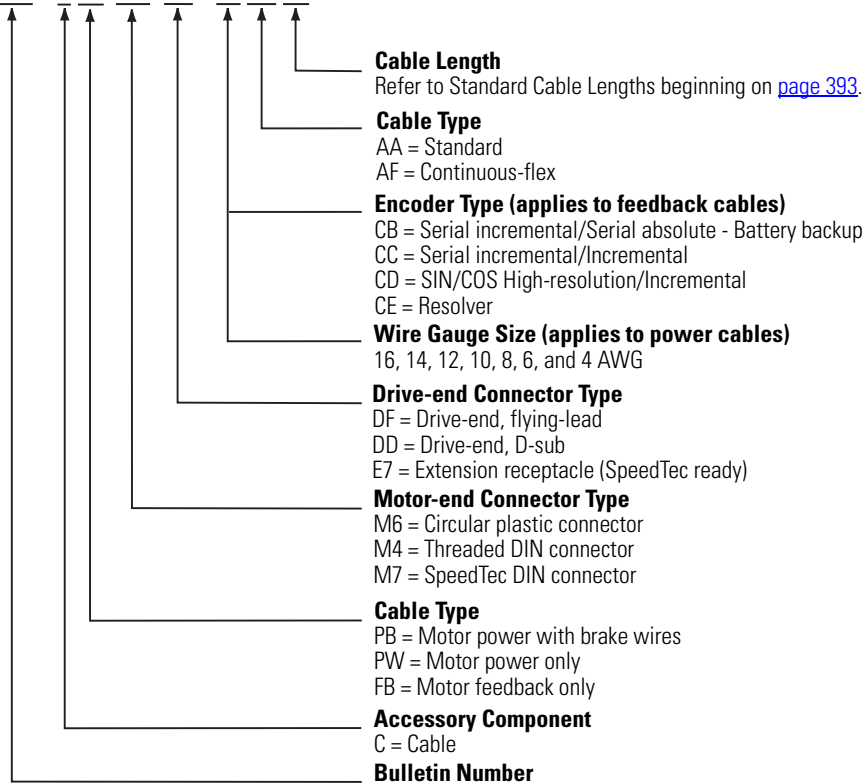 Cable Length
Refer to Standard Cable Lengths beginning on page 393.
Cable Type
AA = Standard
AF = Continuous-flex
Encoder Type (applies to feedback cables)
CB = Serial incremental/Serial absolute - Battery backup
CC = Serial incremental/Incremental
CD = SIN/COS High-resolution/Incremental
CE = Resolver
Wire Gauge Size (applies to power cables)
16, 14, 12, 10, 8, 6, and 4 AWG
Drive-end Connector Type
DF = Drive-end, flying-lead
DD = Drive-end, D-sub
E7 = Extension receptacle (SpeedTec ready)
Motor-end Connector Type
M6 = Circular plastic connector
M4 = Threaded DIN connector
M7 = SpeedTec DIN connector
Cable Type
PB = Motor power with brake wires
PW = Motor power only
FB = Motor feedback only
Accessory Component
C = Cable
Bulletin Number